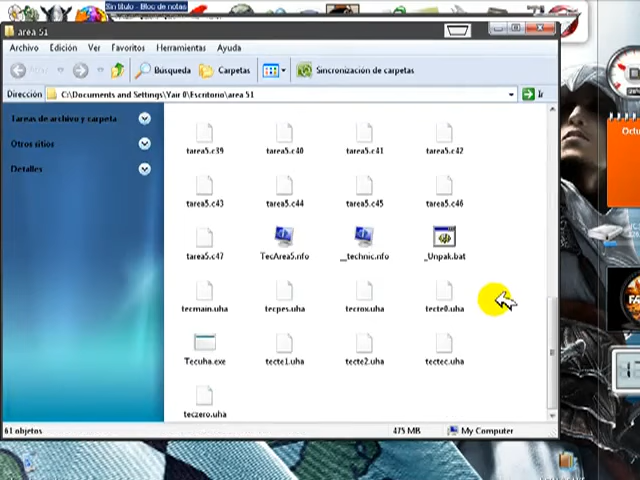 Sin título - Bloc de notas
area 51
Archivo Edición Ver Favoritos Herramientas Ayuda
Atrás Búsqueda Carpetas Sincronización de carpetas
Dirección C:\Documents and Settings\Yair 0\Escritorio\area 51 Ir
Tareas de archivo y carpeta
Otros sitios
Detalles
tarea5.c39 tarea5.c40 tarea5.c41 tarea5.c42
tarea5.c43 tarea5.c44 tarea5.c45 tarea5.c46
tarea5.c47 TecArea5.nfo __technic.nfo _Unpak.bat
tecmain.uha tecpes.uha tecrox.uha tecte0.uha
Tecuha.exe tecte1.uha tecte2.uha tectec.uha
teczero.uha
61 objetos 475 MB My Computer